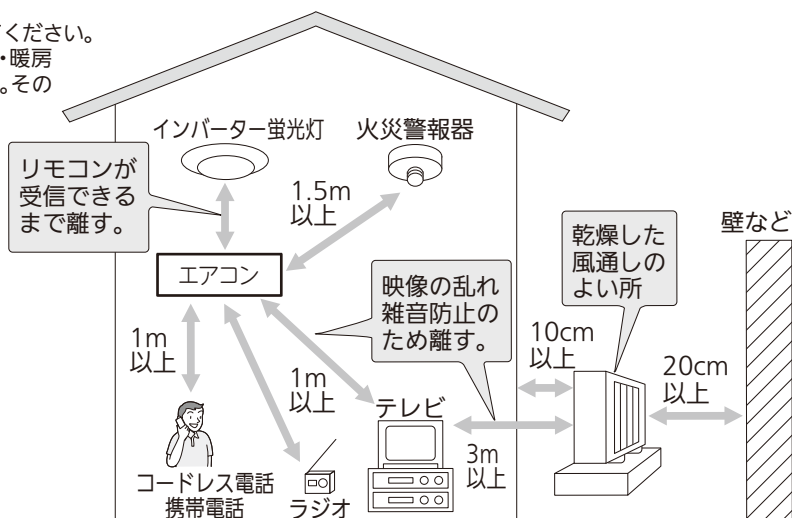 てください。
・暖房
。その
インバーター蛍光灯
火災警報器
リモコンが
受信できる
まで離す。
1.5m
以上
エアコン
映像の乱れ
雑音防止の
ため離す。
乾燥した
風通しの
よい所
壁など
1m
以上
1m
以上
10cm
以上
20cm
以上
テレビ
3m
以上
コードレス電話
携帯電話
ラジオ